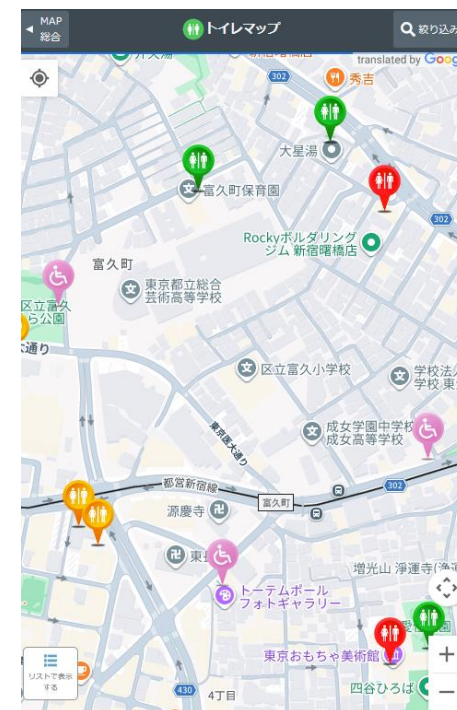 MAP
総合
トイレマップ
絞り込み
translated by Goog
302
秀吉
大星湯
富久町保育園
302
Rockyボルダリング
ジム 新宿曙橋店
富久町
東京都立総合
芸術高等学校
区立富久
ら公園
大通り
区立富久小学校
学校法人
学校 東
東京医大通り
成女学園中学校
成女高等学校
都営新宿線
302
富久町
源慶寺
東長
増光山 淨運寺
トーテムポール
フォトギャラリー
東京おもちゃ美術館
リストで表示
する
430
4丁目
四谷ひろば